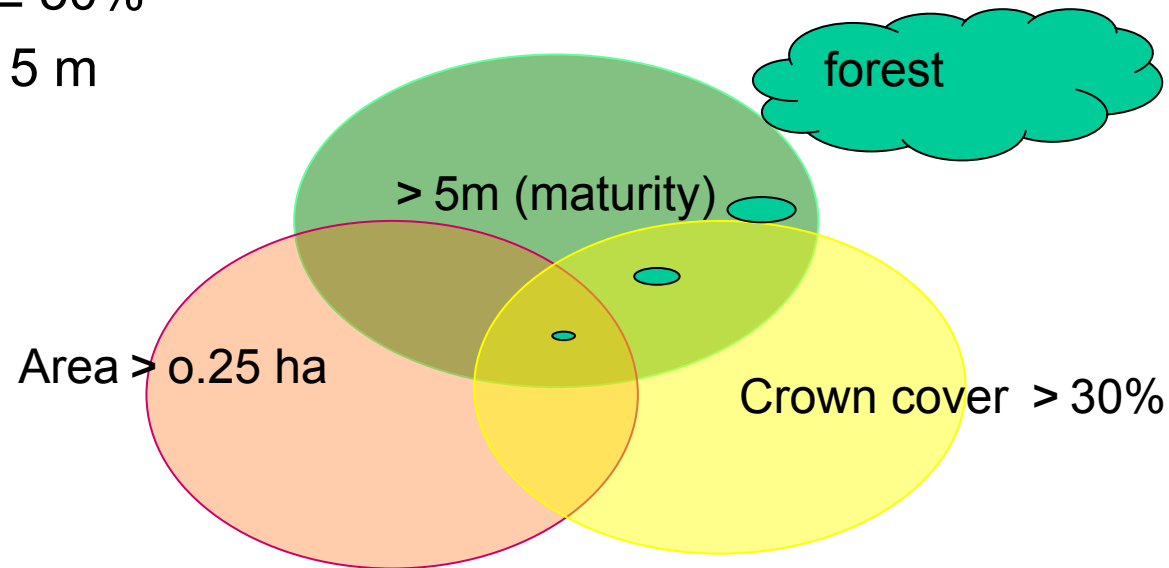 5 m
forest
> 5m (maturity)
Area > o.25 ha
Crown cover > 30%